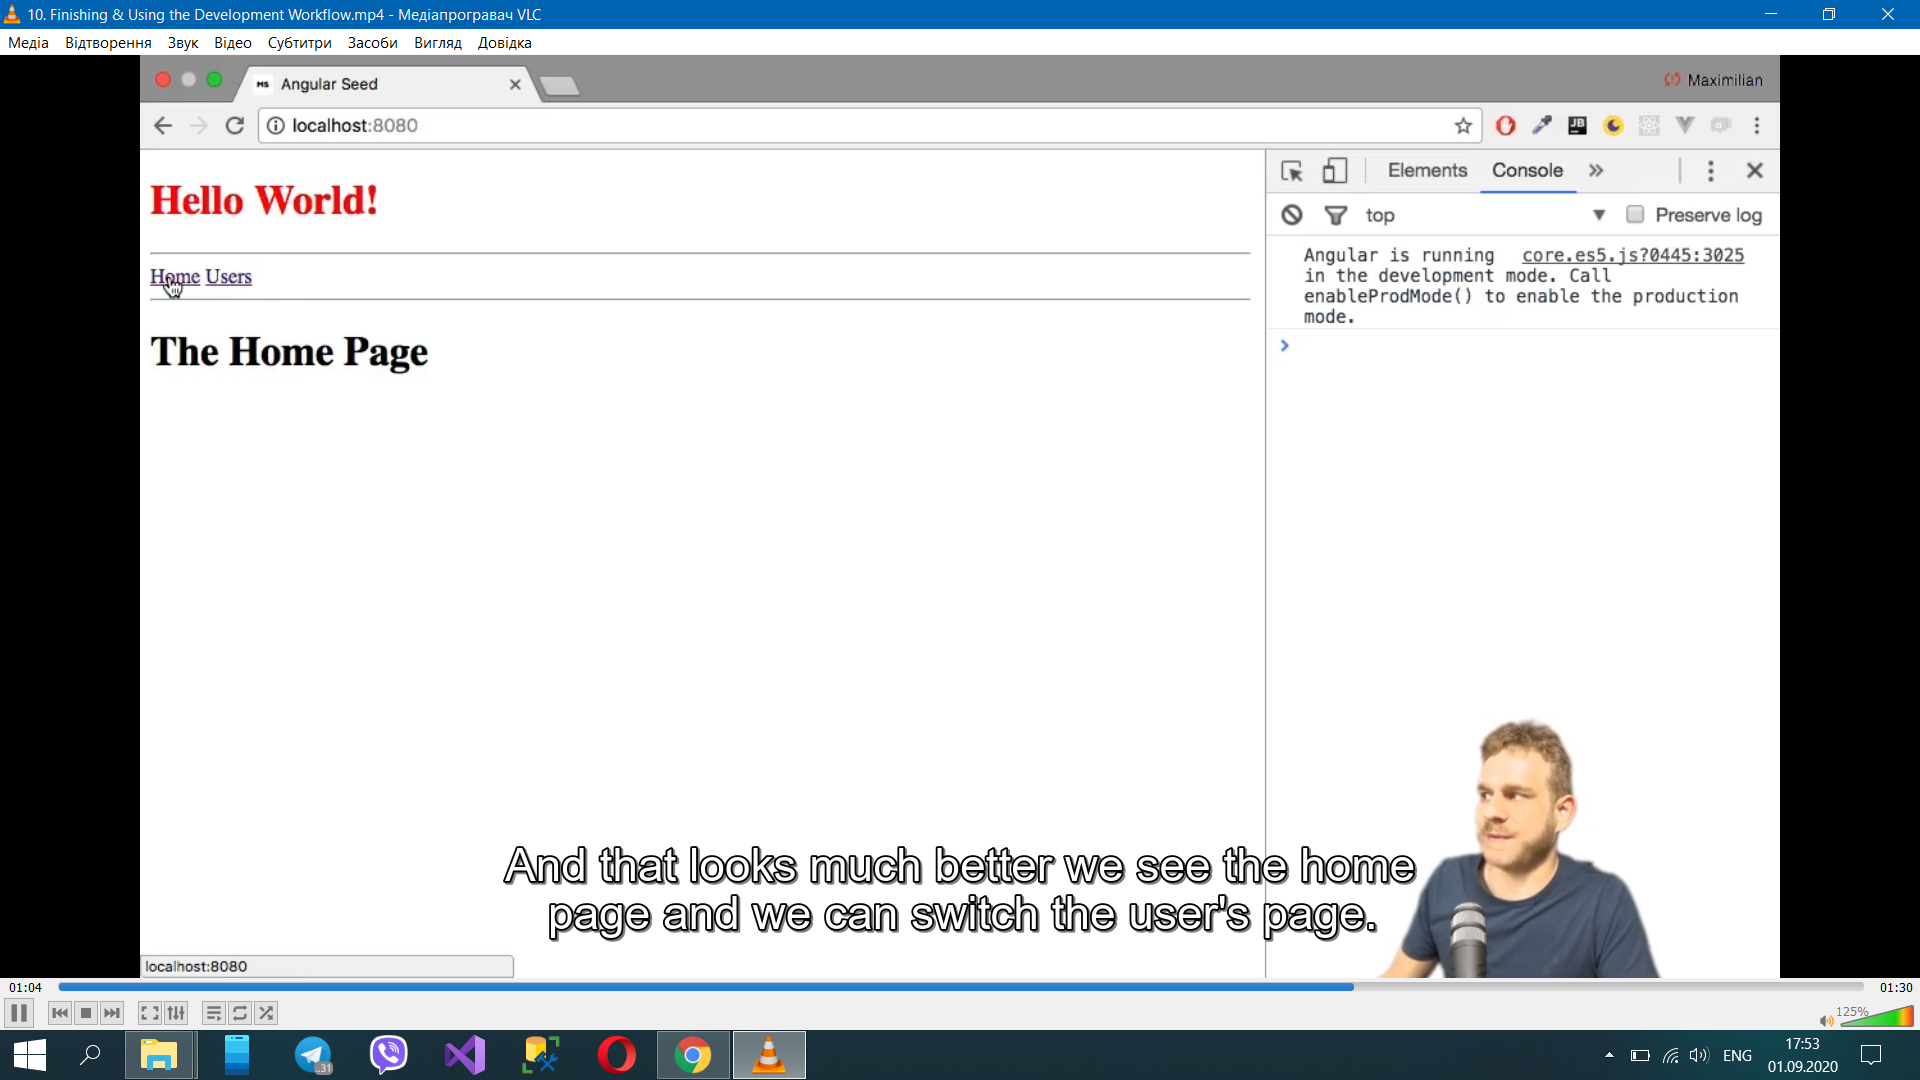 10. Finishing & Using the Development Workflow.mp4 - Медіапрогравач VLC
Медіа Відтворення Звук Відео Субтитри Засоби Вигляд Довідка
MS Angular Seed
Maximilian
localhost:8080
JB
Elements Console
top Preserve log
Hello World!
Home Users
The Home Page
Angular is running core.es5.js?0445:3025
in the development mode. Call
enableProdMode() to enable the production
mode.
And that looks much better we see the home
page and we can switch the user's page.
localhost:8080
01:04 01:30
125%
..31
ENG
17:53
01.09.2020